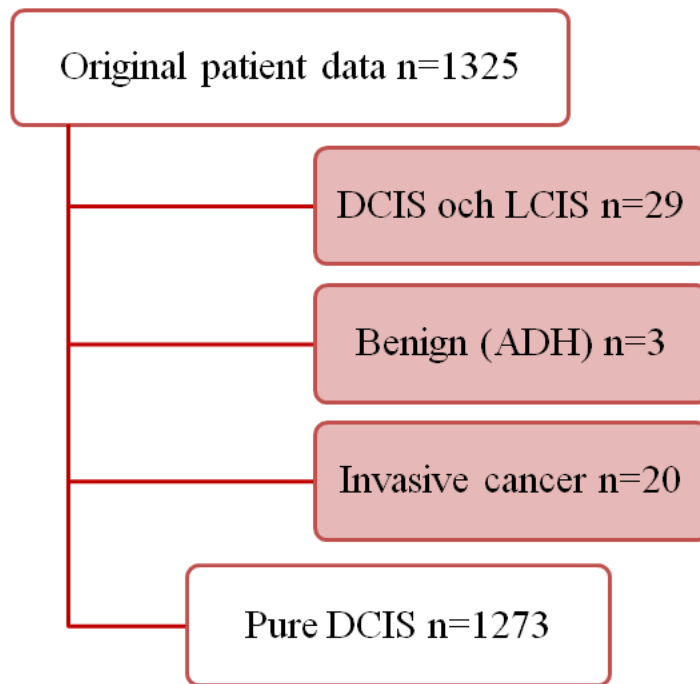 Original patient data n=1325
DCIS och LCIS n=29
Benign (ADH) n=3
Invasive cancer n=20
Pure DCIS n=1273